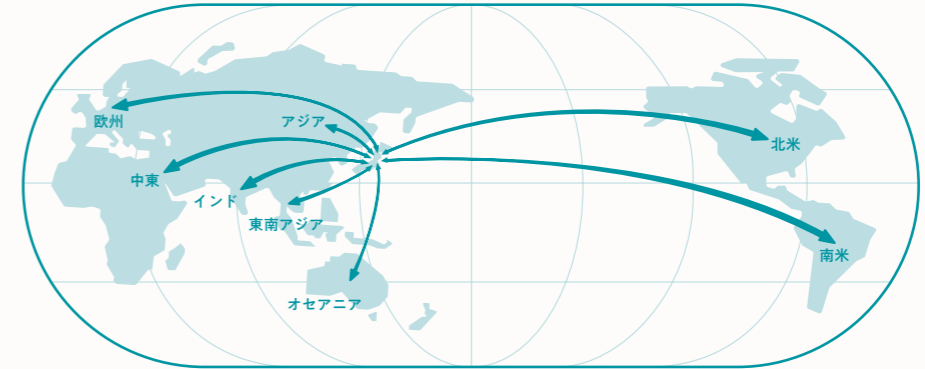 欧州
アジア
北米
中東
インド
東南アジア
南米
オセアニア